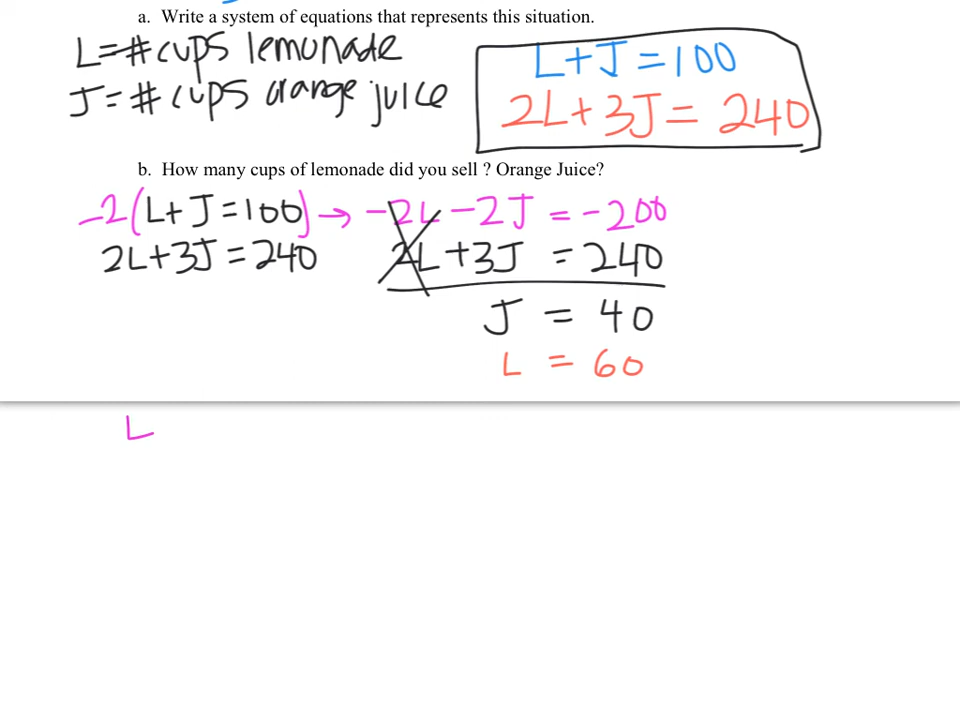 a. Write a system of equations that represents this situation.
L=#cups lemonade
J=#cups orange juice
L+J=100
2L+3J=240
b. How many cups of lemonade did you sell ? Orange Juice?
-2(L+J=100) → -2L-2J=-200
2L+3J=240 2L+3J=240
J=40
L=60
L